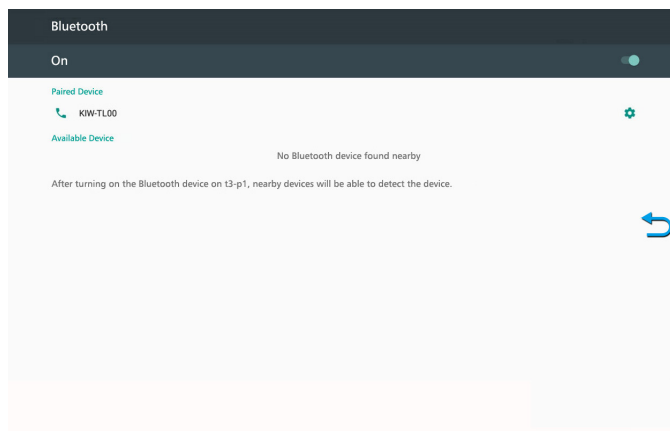 Bluetooth
On
Paired Device
KIW-TL00
Available Device
No Bluetooth device found nearby
After turning on the Bluetooth device on t3-p1, nearby devices will be able to detect the device.